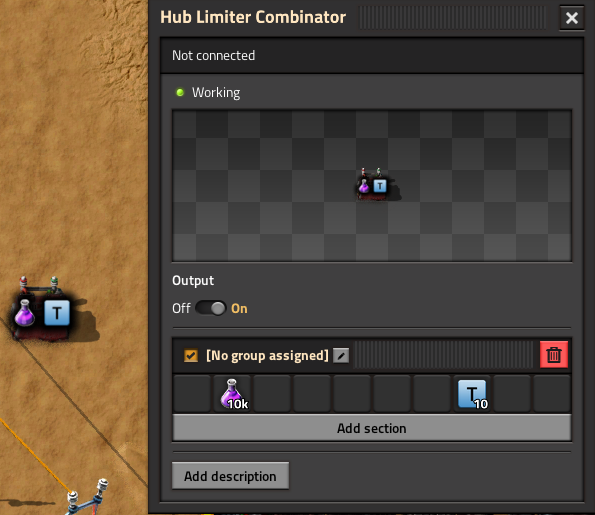 Hub Limiter Combinator
Not connected
Working
T
T
Output
Off On
[No group assigned]
10k T 10
Add section
Add description